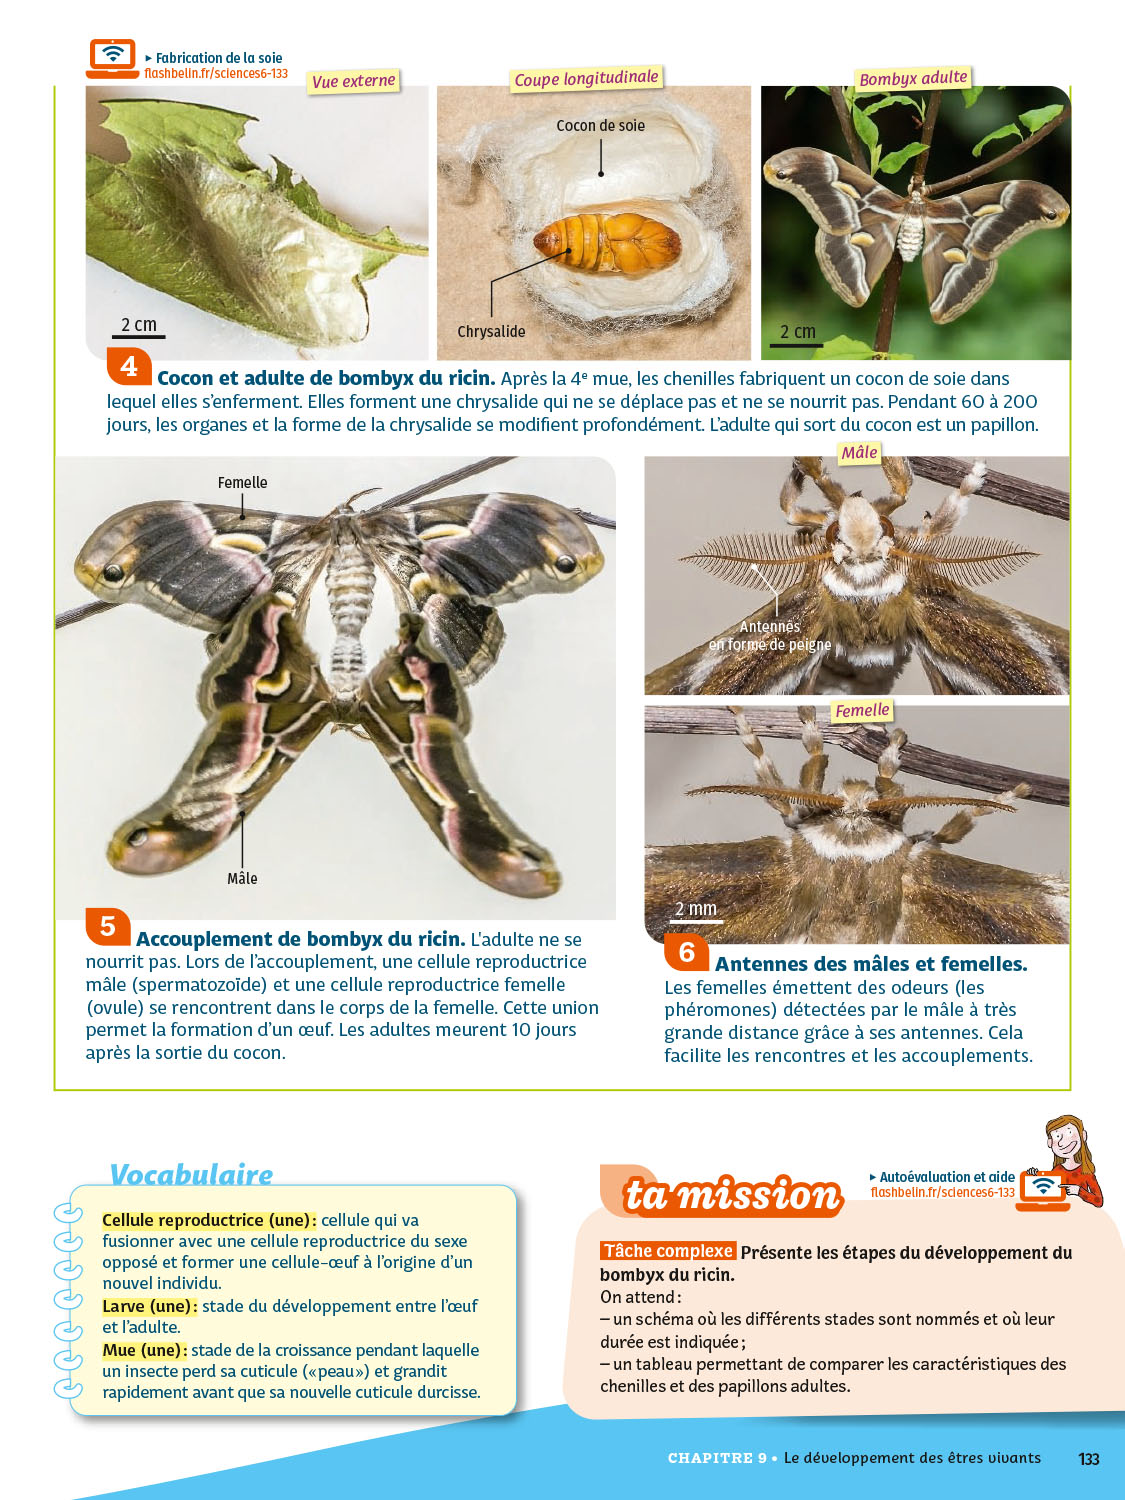 ▸ Fabrication de la soie
flashbelin.fr/sciences6-133
Vue externe
Coupe longitudinale
Bombyx adulte
Cocon de soie
Chrysalide
2 cm
2 cm
4 Cocon et adulte de bombyx du ricin. Après la 4e mue, les chenilles fabriquent un cocon de soie dans
lequel elles s’enferment. Elles forment une chrysalide qui ne se déplace pas et ne se nourrit pas. Pendant 60 à 200
jours, les organes et la forme de la chrysalide se modifient profondément. L’adulte qui sort du cocon est un papillon.
Femelle
Mâle
5 Accouplement de bombyx du ricin. L'adulte ne se
nourrit pas. Lors de l’accouplement, une cellule reproductrice
mâle (spermatozoïde) et une cellule reproductrice femelle
(ovule) se rencontrent dans le corps de la femelle. Cette union
permet la formation d’un œuf. Les adultes meurent 10 jours
après la sortie du cocon.
Mâle
Antennes
en forme de peigne
Femelle
2 mm
6 Antennes des mâles et femelles.
Les femelles émettent des odeurs (les
phéromones) détectées par le mâle à très
grande distance grâce à ses antennes. Cela
facilite les rencontres et les accouplements.
Vocabulaire
Cellule reproductrice (une) : cellule qui va
fusionner avec une cellule reproductrice du sexe
opposé et former une cellule-œuf à l’origine d’un
nouvel individu.
Larve (une) : stade du développement entre l’œuf
et l’adulte.
Mue (une) : stade de la croissance pendant laquelle
un insecte perd sa cuticule («peau») et grandit
rapidement avant que sa nouvelle cuticule durcisse.
ta mission
▸ Autoévaluation et aide
flashbelin.fr/sciences6-133
Tâche complexe Présente les étapes du développement du
bombyx du ricin.
On attend :
– un schéma où les différents stades sont nommés et où leur
durée est indiquée ;
– un tableau permettant de comparer les caractéristiques des
chenilles et des papillons adultes.
CHAPITRE 9 • Le développement des êtres vivants 133